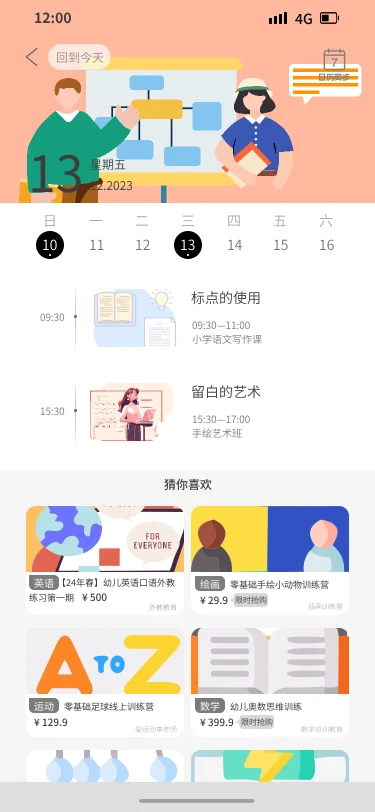 12:00
4G
回到今天
7
日历同步
13
星期五
12.2023
日 一 二 三 四 五 六
10 11 12 13 14 15 16
09:30
标点的使用
09:30—11:00
小学语文写作课
15:30
留白的艺术
15:30—17:00
手绘艺术班
猜你喜欢
FOR
EVERYONE
英语 【24年春】幼儿英语口语外教
练习第一期 ¥ 500
外教教育
绘画 零基础手绘小动物训练营
¥ 29.9 限时抢购
插画训练营
A TO Z
运动 零基础足球线上训练营
¥ 129.9
爱运动李老师
数学 幼儿奥数思维训练
¥ 399.9 限时抢购
数学培训教育